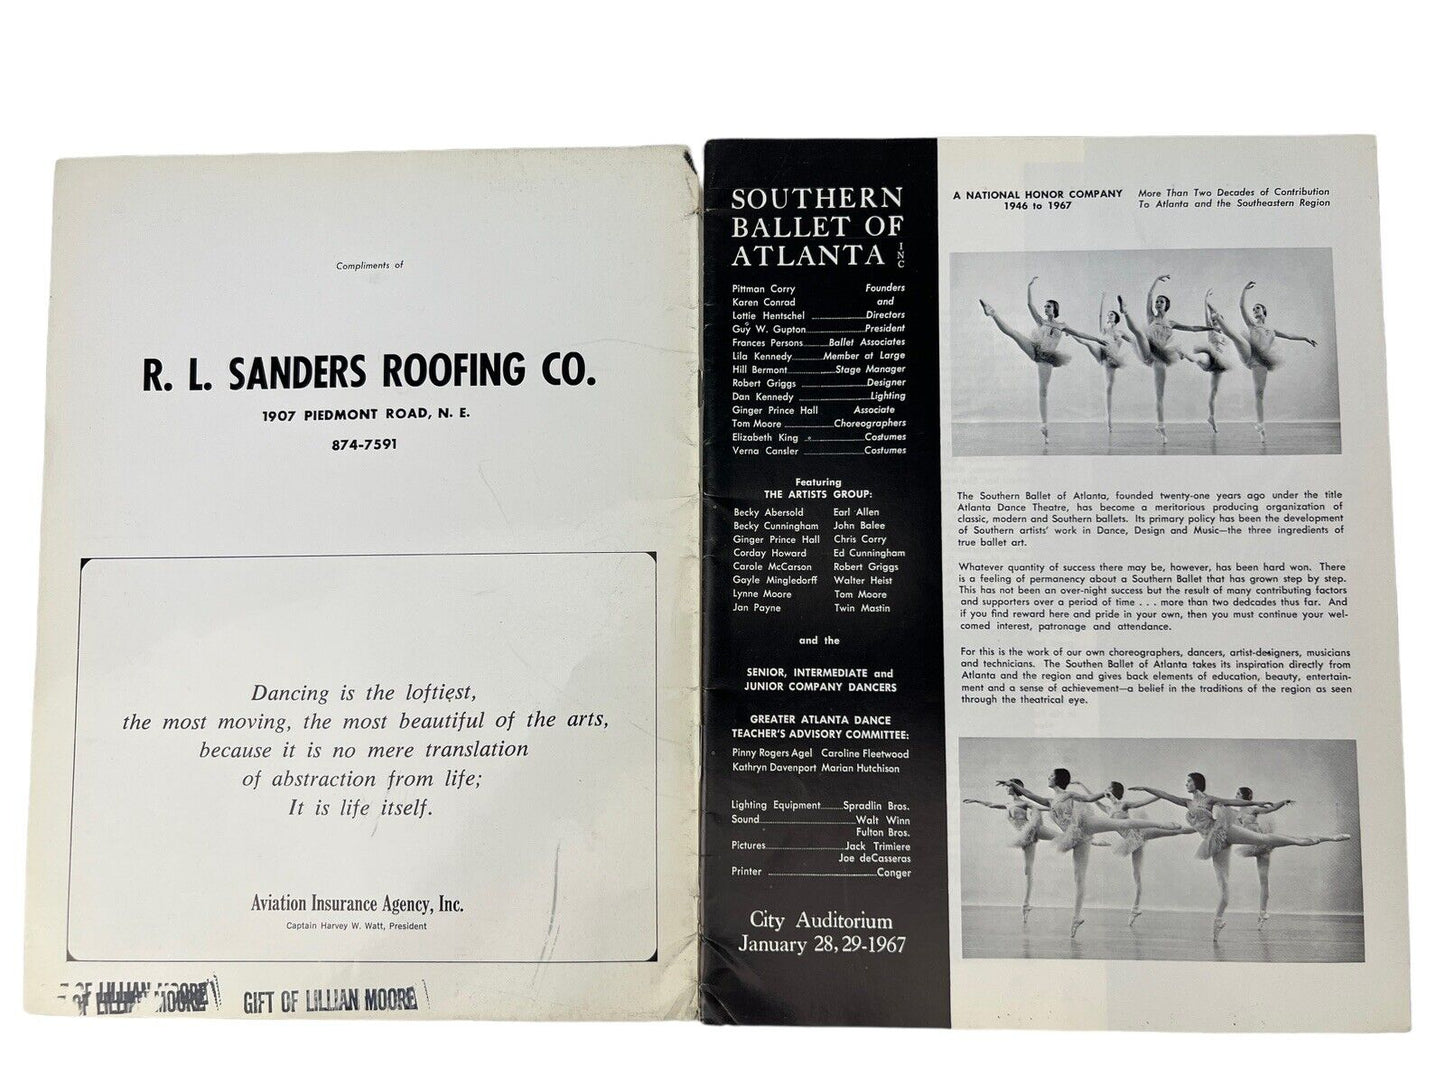 Compliments of
R. L. SANDERS ROOFING CO.
1907 PIEDMONT ROAD, N. E.
874-7591
Dancing is the loftiest,
the most moving, the most beautiful of the arts,
because it is no mere translation
of abstraction from life;
It is life itself.
Aviation Insurance Agency, Inc.
Captain Harvey W. Watt, President
OF LILLIAN MOORE
GIFT OF LILLIAN MOORE
SOUTHERN
BALLET OF
ATLANTA INC
Pittman Corry Founders
Karen Conrad and
Lottie Hentschel Directors
Guy W. Gupton President
Frances Persons Ballet Associates
Lila Kennedy Member at Large
Hill Bermont Stage Manager
Robert Griggs Designer
Dan Kennedy Lighting
Ginger Prince Hall Associate
Tom Moore Choreographers
Elizabeth King Costumes
Verna Cansler Costumes
Featuring
THE ARTISTS GROUP:
Becky Abersold Earl Allen
Becky Cunningham John Balee
Ginger Prince Hall Chris Corry
Corday Howard Ed Cunningham
Carole McCarson Robert Griggs
Gayle Mingledorff Walter Heist
Lynne Moore Tom Moore
Jan Payne Twin Mastin
and the
SENIOR, INTERMEDIATE and
JUNIOR COMPANY DANCERS
GREATER ATLANTA DANCE
TEACHER'S ADVISORY COMMITTEE:
Pinny Rogers Agel Caroline Fleetwood
Kathryn Davenport Marian Hutchison
Lighting Equipment Spradlin Bros.
Sound Walt Winn
Fulton Bros.
Pictures Jack Trimiere
Joe deCasseras
Printer Conger
City Auditorium
January 28, 29-1967
A NATIONAL HONOR COMPANY
1946 to 1967
More Than Two Decades of Contribution
To Atlanta and the Southeastern Region
The Southern Ballet of Atlanta, founded twenty-one years ago under the title
Atlanta Dance Theatre, has become a meritorious producing organization of
classic, modern and Southern ballets. Its primary policy has been the development
of Southern artists' work in Dance, Design and Music—the three ingredients of
true ballet art.
Whatever quantity of success there may be, however, has been hard won. There
is a feeling of permanency about a Southern Ballet that has grown step by step.
This has not been an over-night success but the result of many contributing factors
and supporters over a period of time . . . more than two dedcades thus far. And
if you find reward here and pride in your own, then you must continue your wel-
comed interest, patronage and attendance.
For this is the work of our own choreographers, dancers, artist-designers, musicians
and technicians. The Southen Ballet of Atlanta takes its inspiration directly from
Atlanta and the region and gives back elements of education, beauty, entertain-
ment and a sense of achievement—a belief in the traditions of the region as seen
through the theatrical eye.